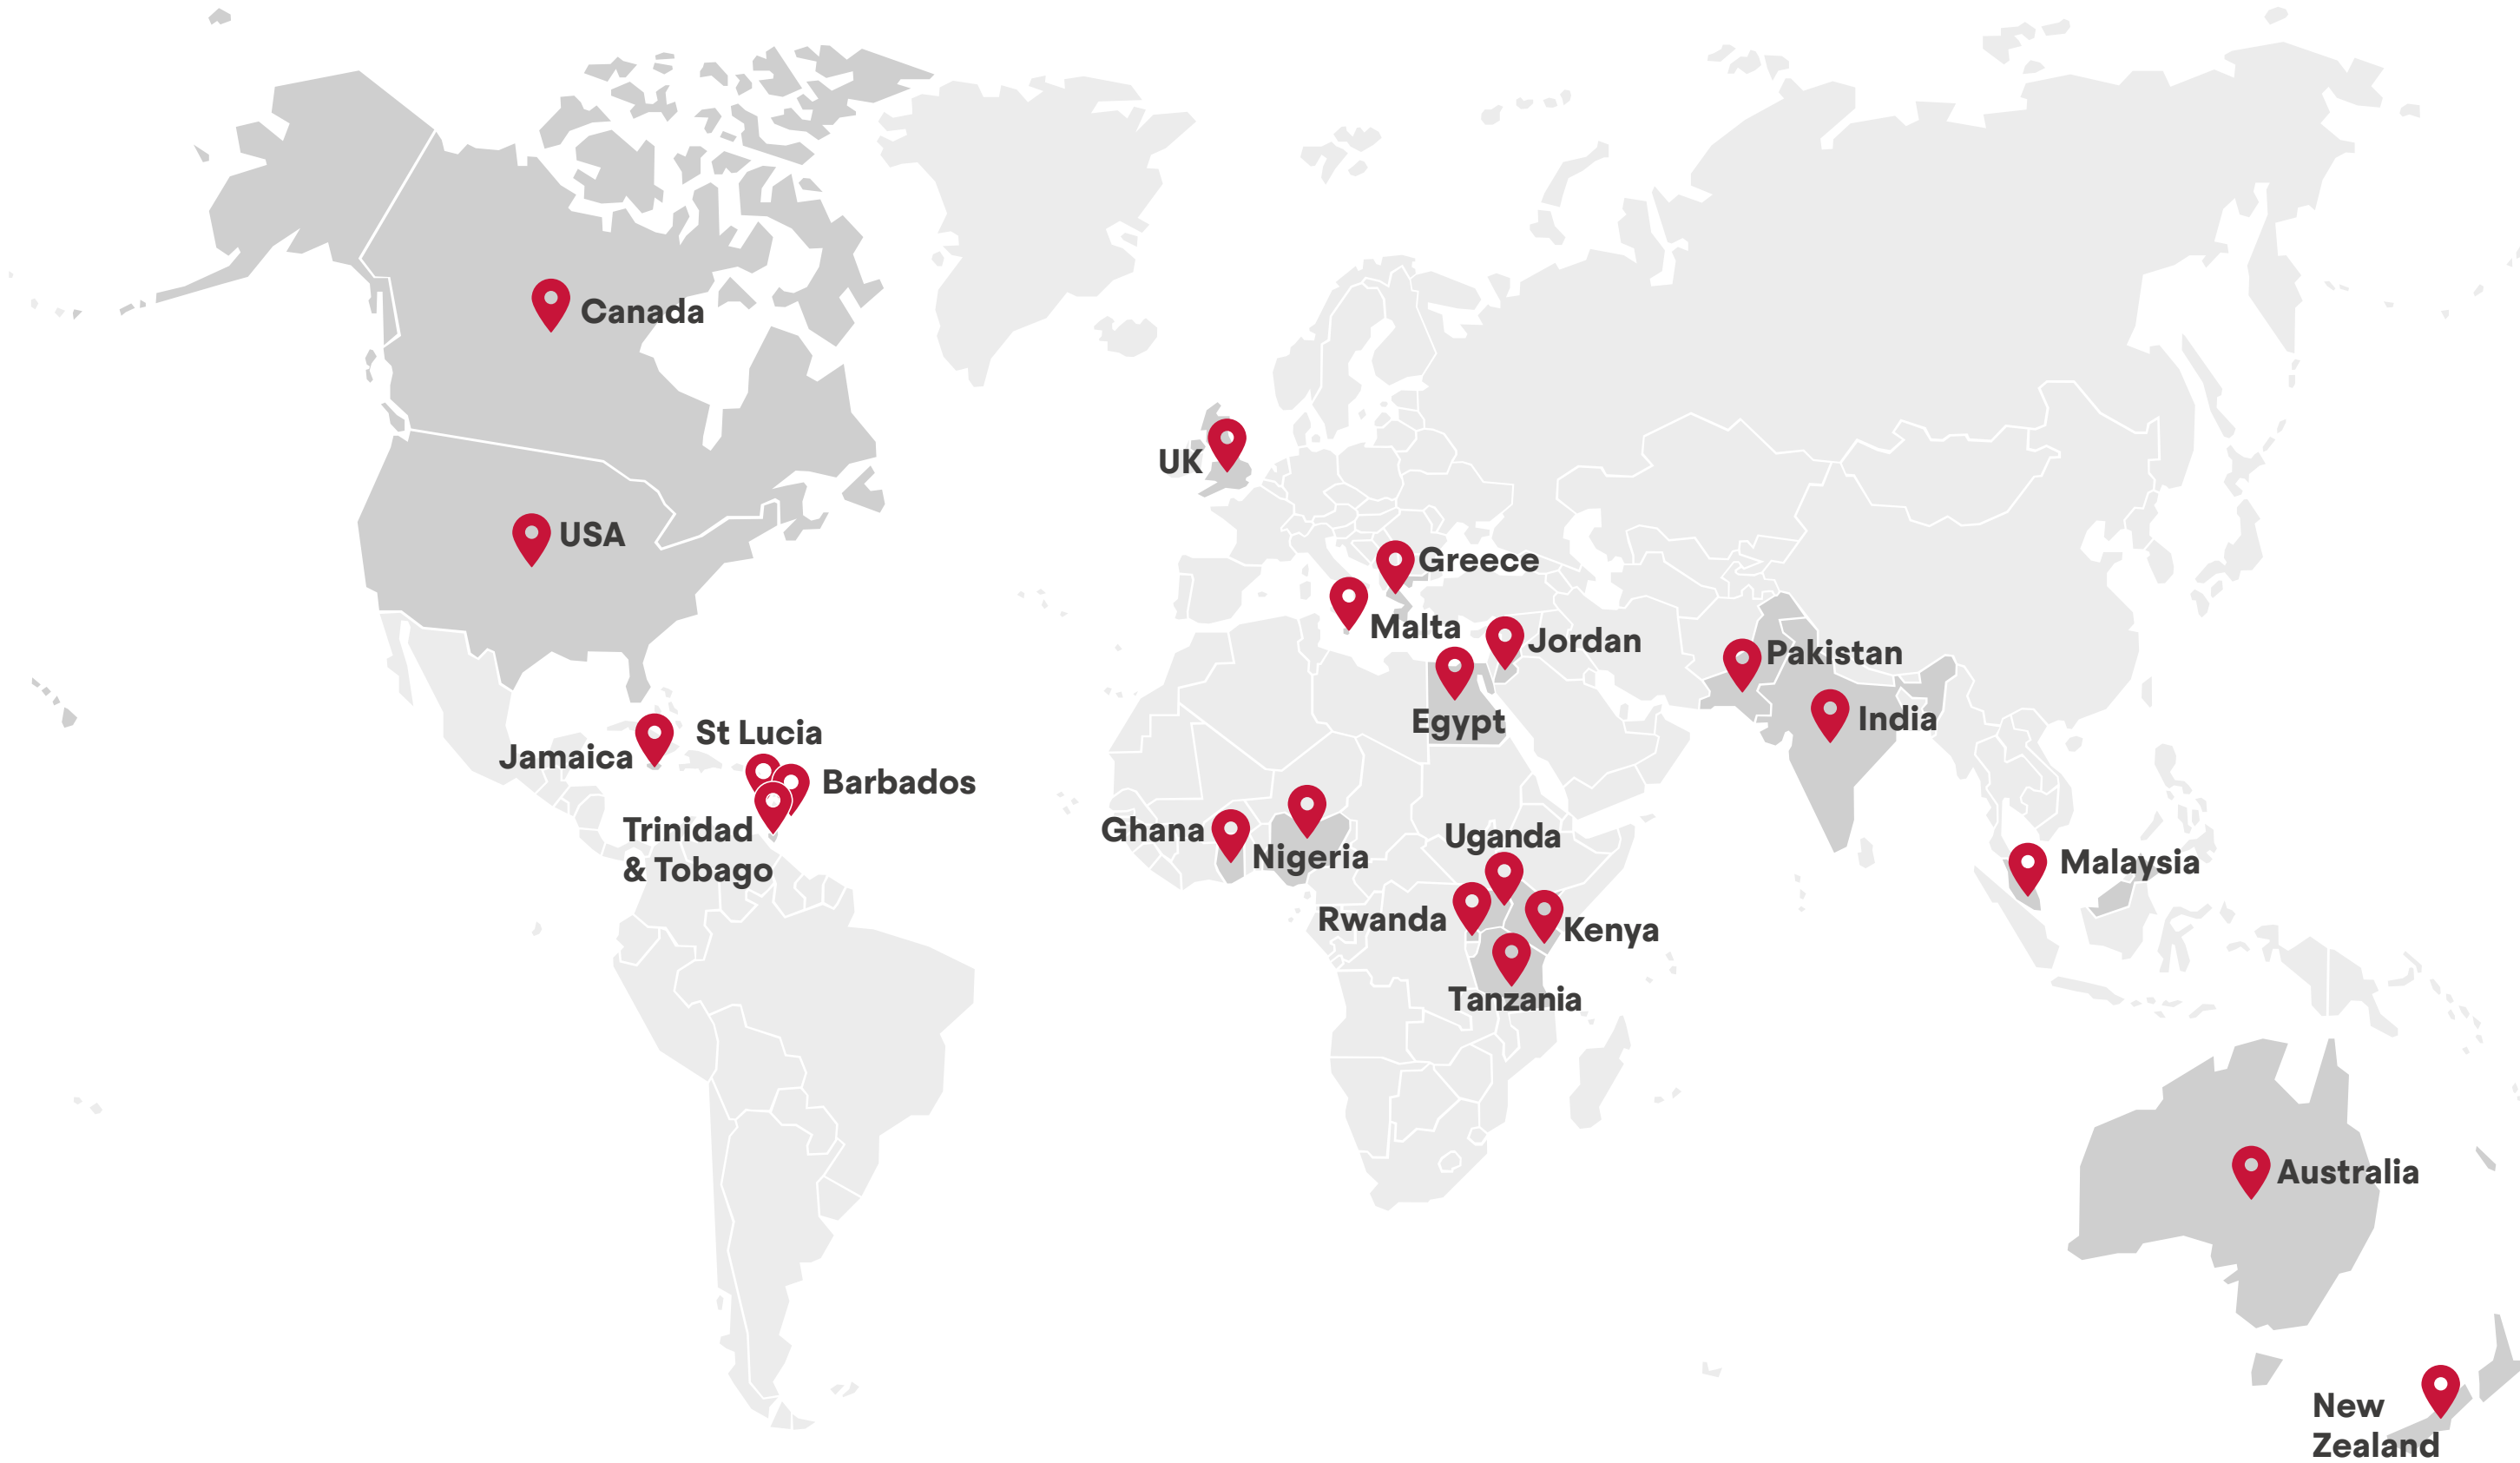 Canada
UK
USA
Greece
Malta
Jordan
Pakistan
Egypt
India
St Lucia
Jamaica
Barbados
Trinidad
& Tobago
Ghana
Nigeria
Uganda
Malaysia
Rwanda
Kenya
Tanzania
Australia
New
Zealand